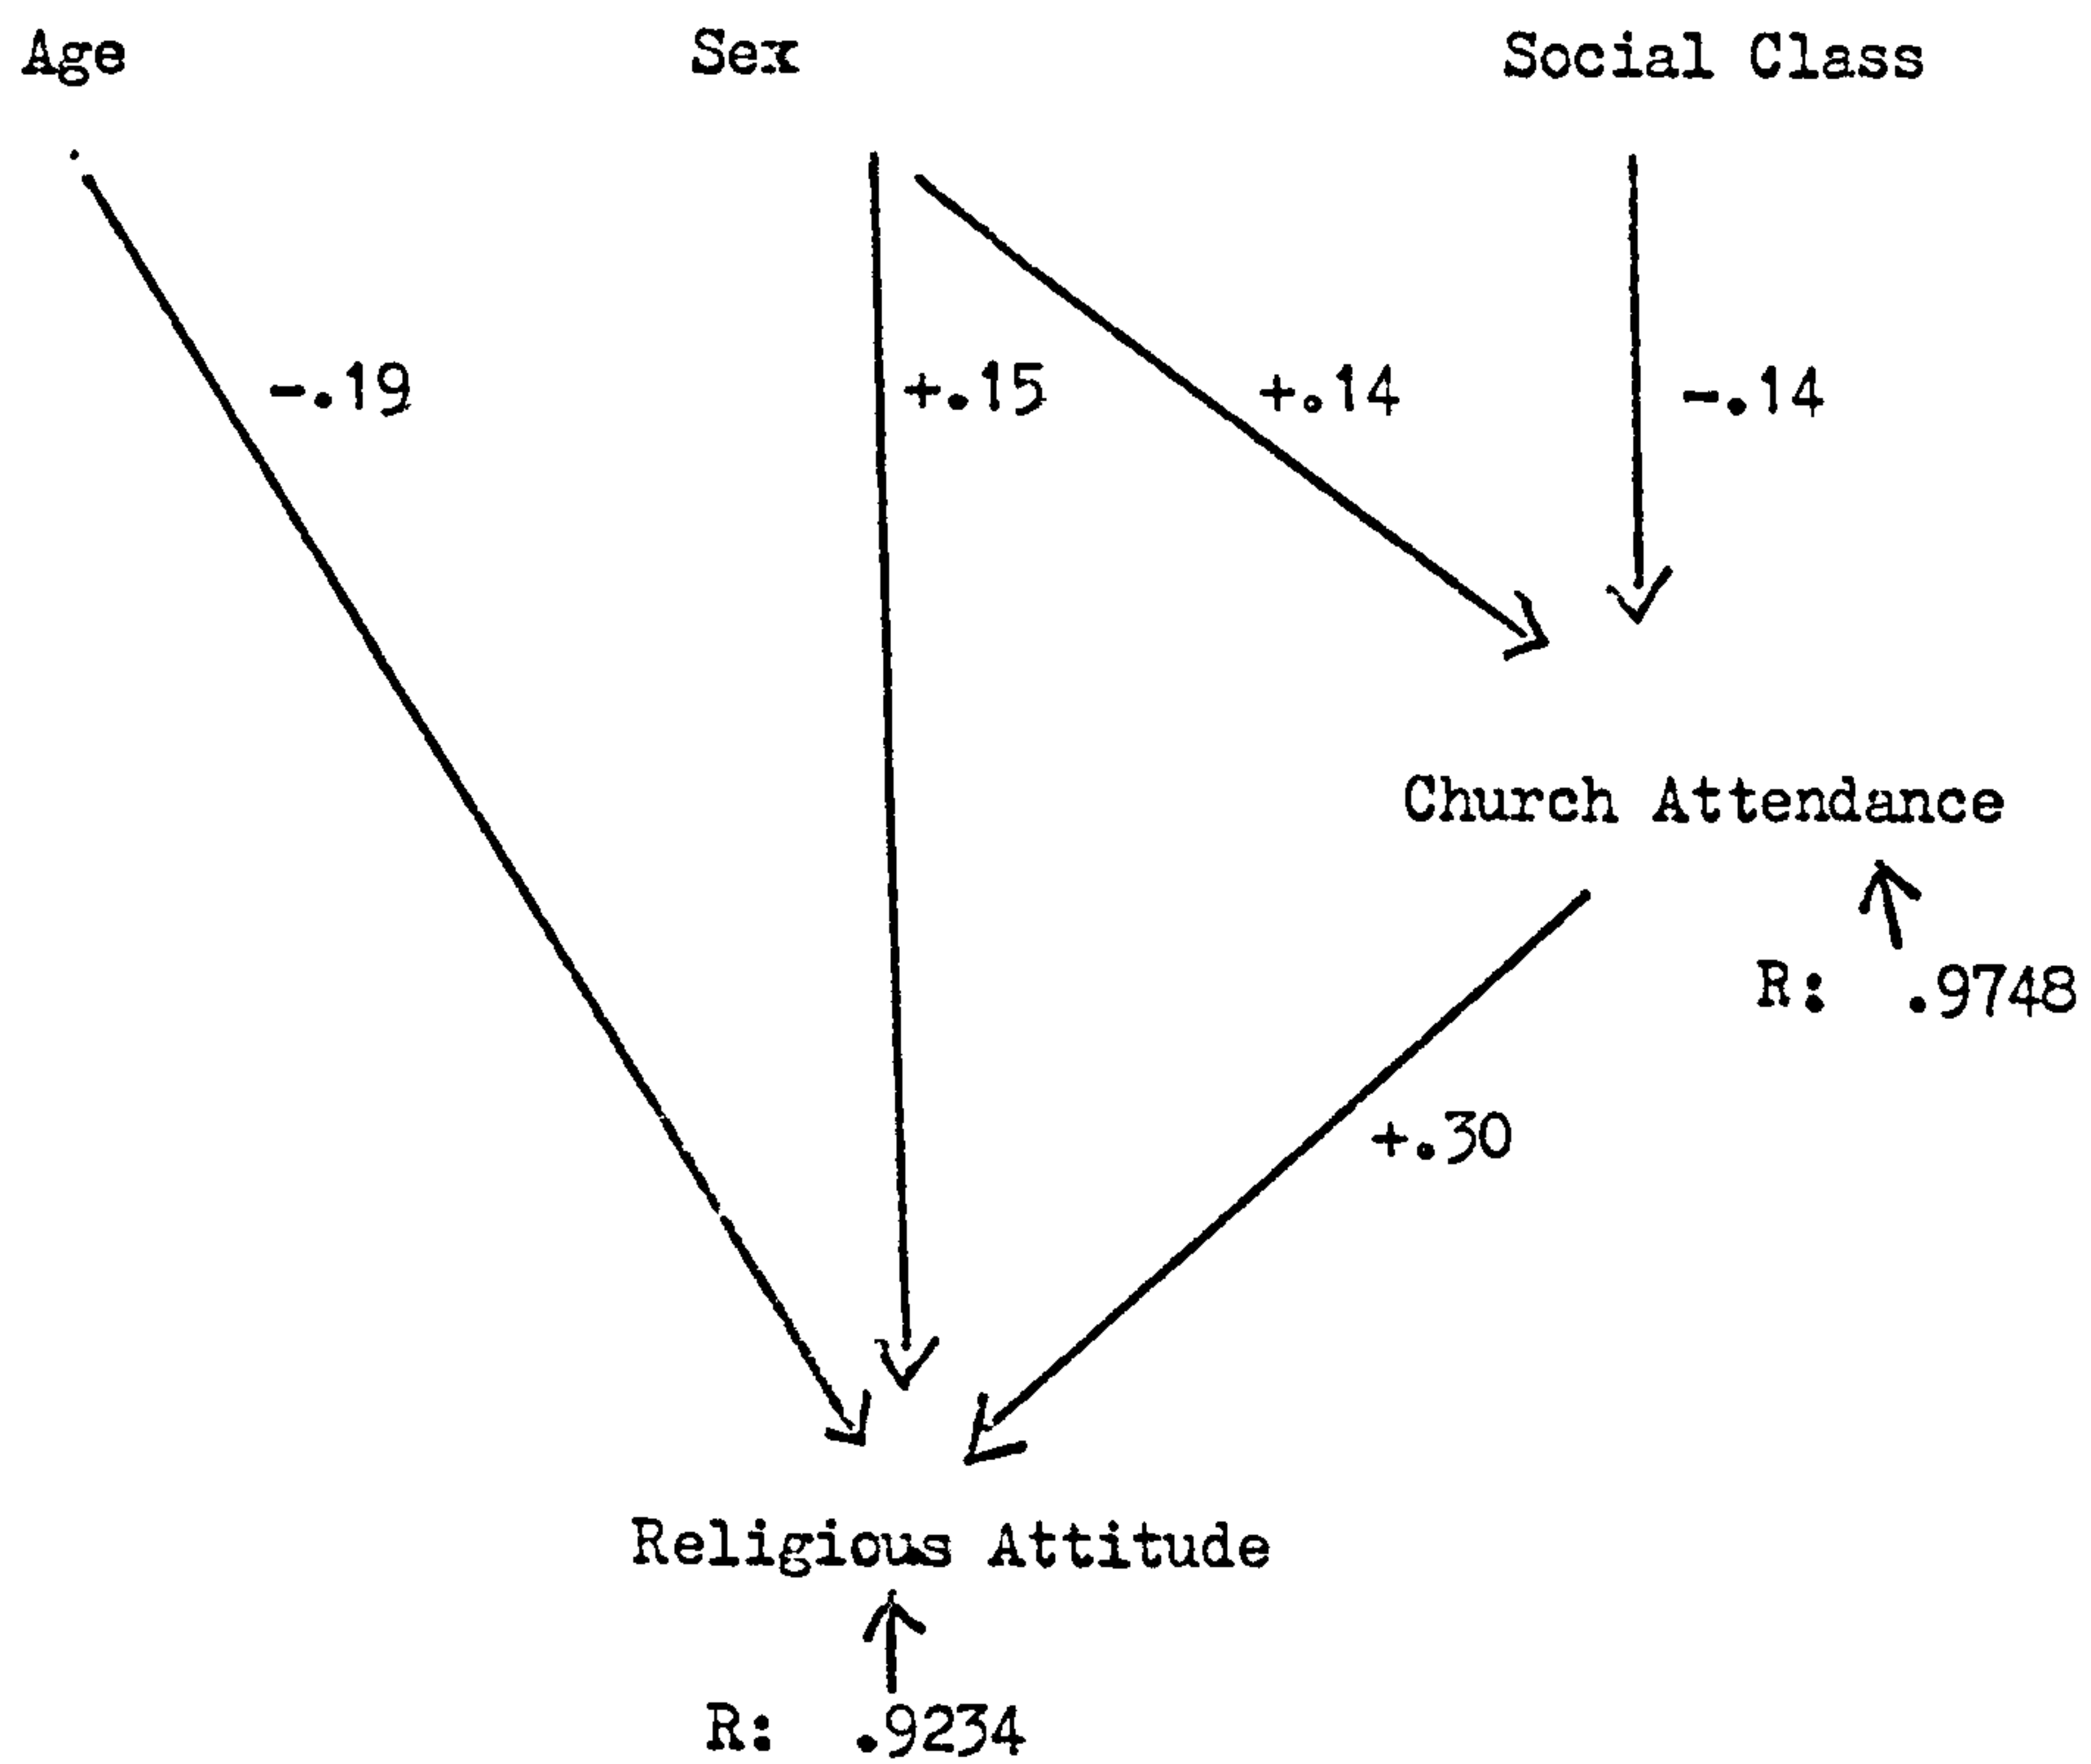 Age Sex Social Class
-.19 +.15 +.14 -.14
Church Attendance
R: .9748
+.30
Religious Attitude
R: .9234